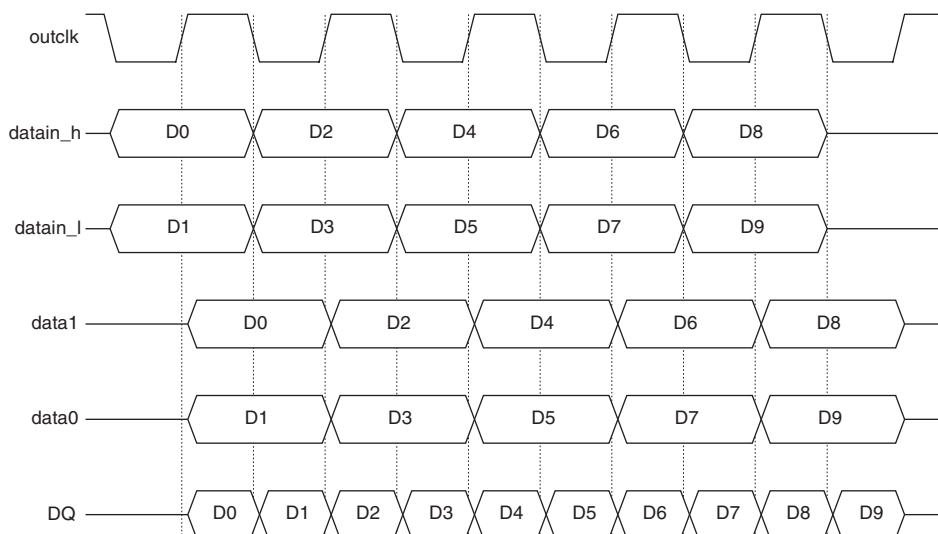 outclk
datain_h D0 D2 D4 D6 D8
datain_l D1 D3 D5 D7 D9
data1 D0 D2 D4 D6 D8
data0 D1 D3 D5 D7 D9
DQ D0 D1 D2 D3 D4 D5 D6 D7 D8 D9